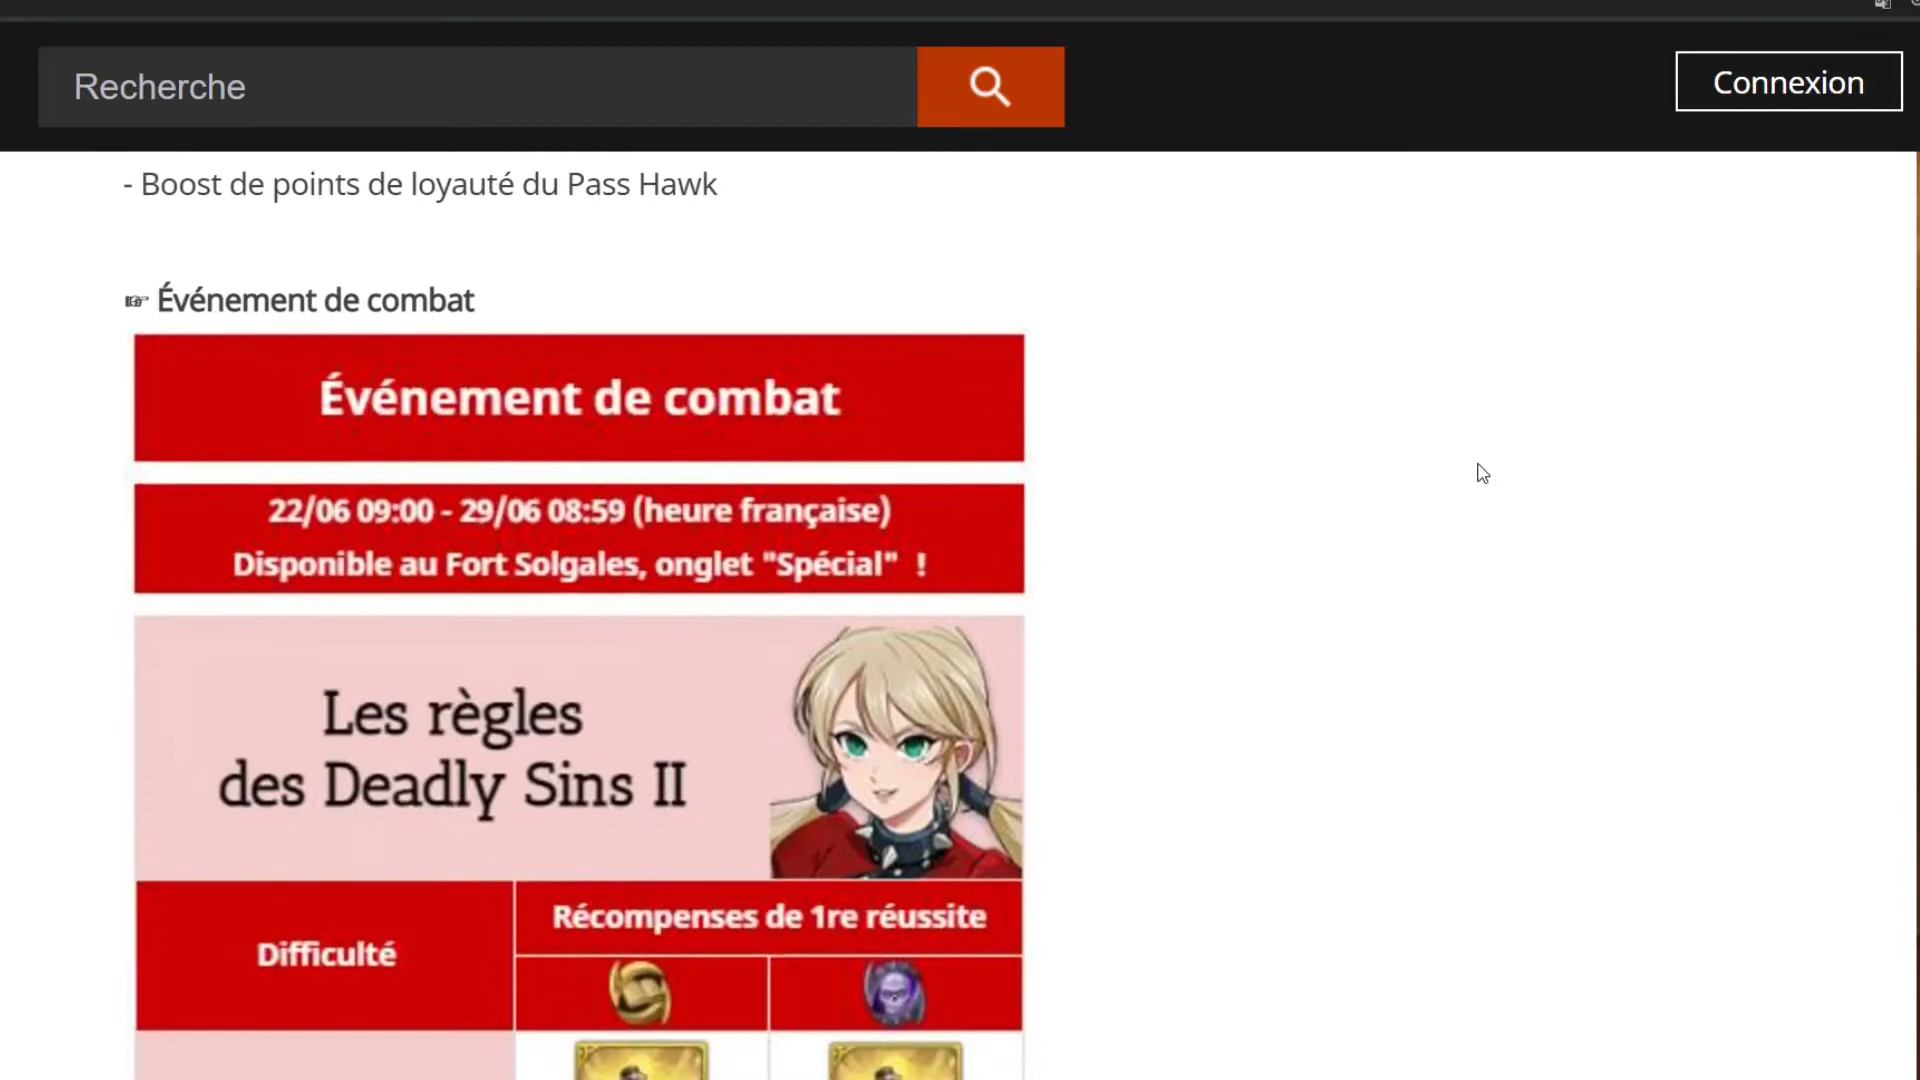 Recherche
Connexion
- Boost de points de loyauté du Pass Hawk
☞ Événement de combat
Événement de combat
22/06 09:00 - 29/06 08:59 (heure française)
Disponible au Fort Solgales, onglet "Spécial" !
Les règles
des Deadly Sins II
Difficulté
Récompenses de 1re réussite